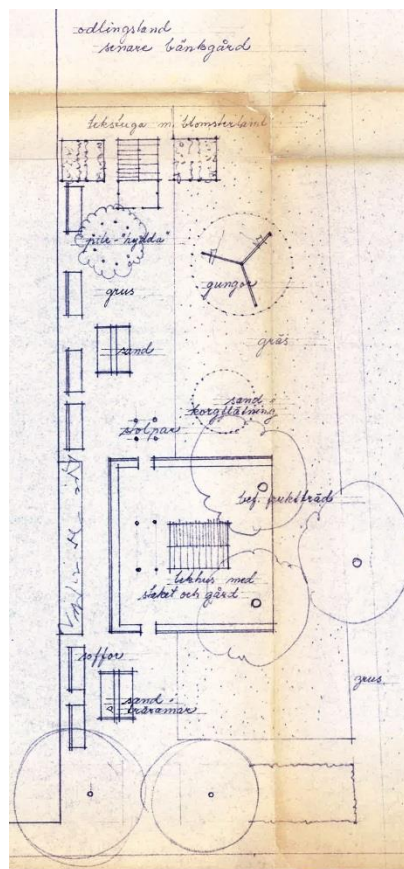 odlingsland
senare bänkgård
lekstuga m. blomsterland
pile-"hydda"
gungor
grus
gräs
sand
sand
korgflätning
stolpar
bef. fruktträd
lekhus med
staket och gård
soffor
grus
sand i
träramar